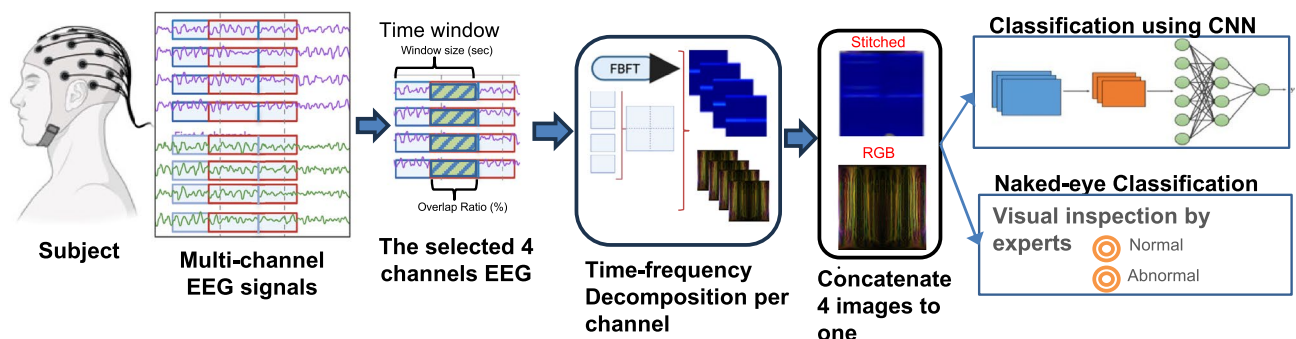 Subject
Multi-channel
EEG signals
Time window
Window size (sec)
Overlap Ratio (%)
The selected 4
channels EEG
FBFT
Time-frequency
Decomposition per
channel
Stitched
RGB
Concatenate
4 images to
one
Classification using CNN
Naked-eye Classification
Visual inspection by
experts
Normal
Abnormal